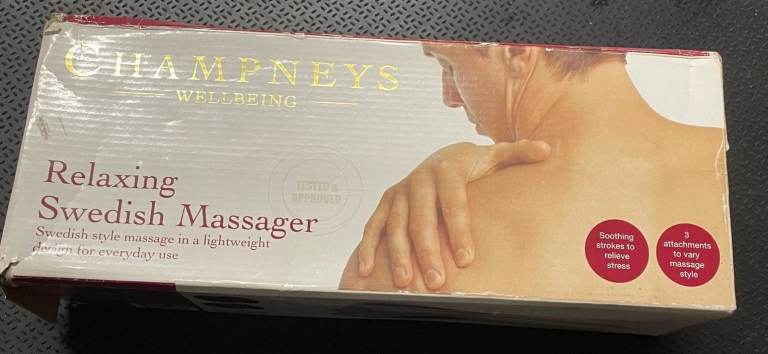 CHAMPNEYS
WELLBEING
Relaxing
Swedish Massager
Swedish style massage in a lightweight
design for everyday use
TESTED &
APPROVED
Soothing
strokes to
relieve
stress
3
attachments
to vary
massage
style